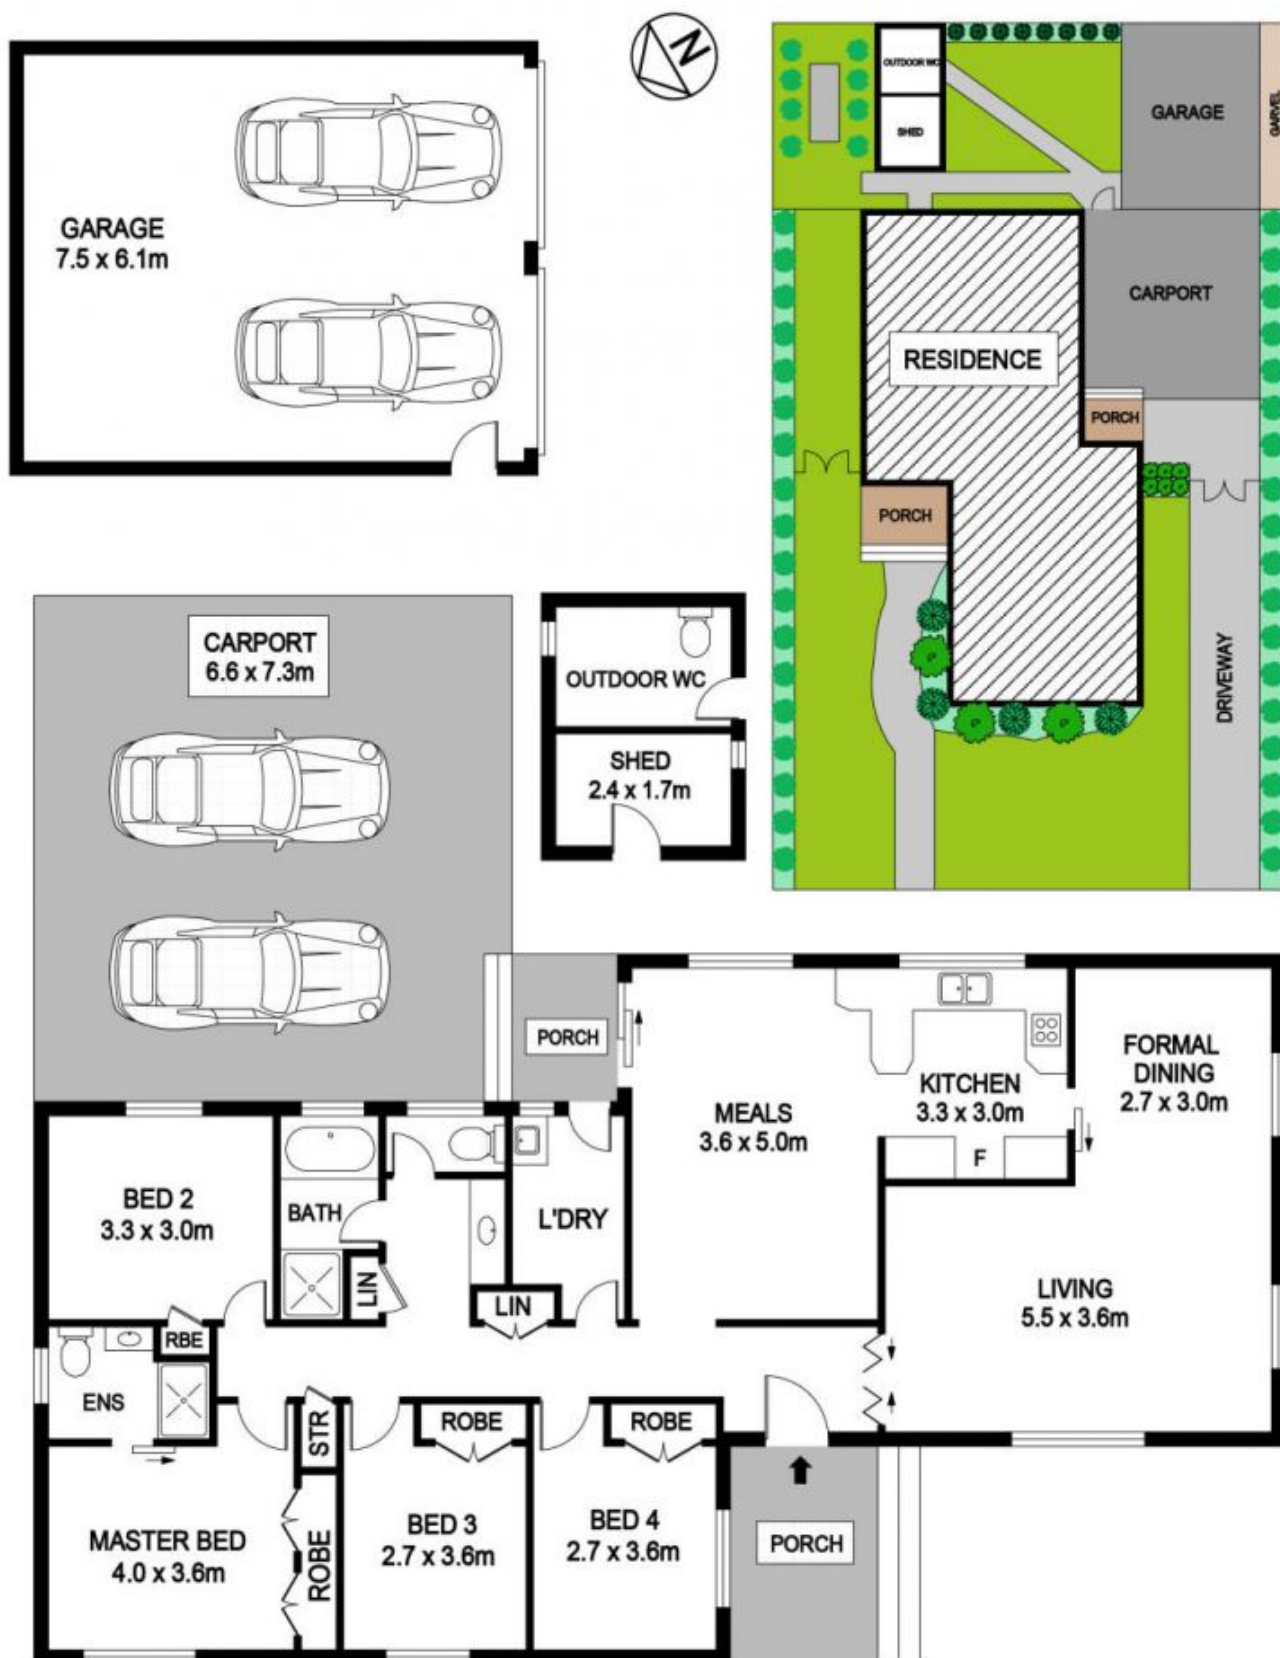 N
GARAGE
7.5 x 6.1m
OUTDOOR WC
SHED
GARAGE
GARVEL
CARPORT
RESIDENCE
PORCH
PORCH
DRIVEWAY
CARPORT
6.6 x 7.3m
OUTDOOR WC
SHED
2.4 x 1.7m
PORCH
MEALS
3.6 x 5.0m
KITCHEN
3.3 x 3.0m
F
FORMAL
DINING
2.7 x 3.0m
BED 2
3.3 x 3.0m
BATH
LIN
L'DRY
LIN
LIVING
5.5 x 3.6m
RBE
ENS
STR
ROBE
ROBE
MASTER BED
4.0 x 3.6m
ROBE
BED 3
2.7 x 3.6m
BED 4
2.7 x 3.6m
PORCH